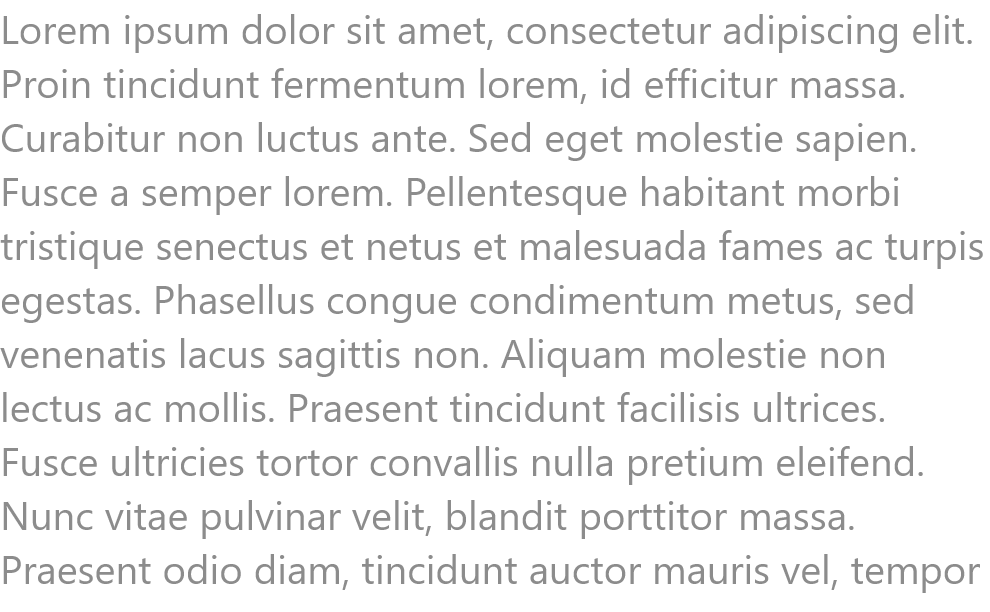 Lorem ipsum dolor sit amet, consectetur adipiscing elit.
Proin tincidunt fermentum lorem, id efficitur massa.
Curabitur non luctus ante. Sed eget molestie sapien.
Fusce a semper lorem. Pellentesque habitant morbi
tristique senectus et netus et malesuada fames ac turpis
egestas. Phasellus congue condimentum metus, sed
venenatis lacus sagittis non. Aliquam molestie non
lectus ac mollis. Praesent tincidunt facilisis ultrices.
Fusce ultricies tortor convallis nulla pretium eleifend.
Nunc vitae pulvinar velit, blandit porttitor massa.
Praesent odio diam, tincidunt auctor mauris vel, tempor